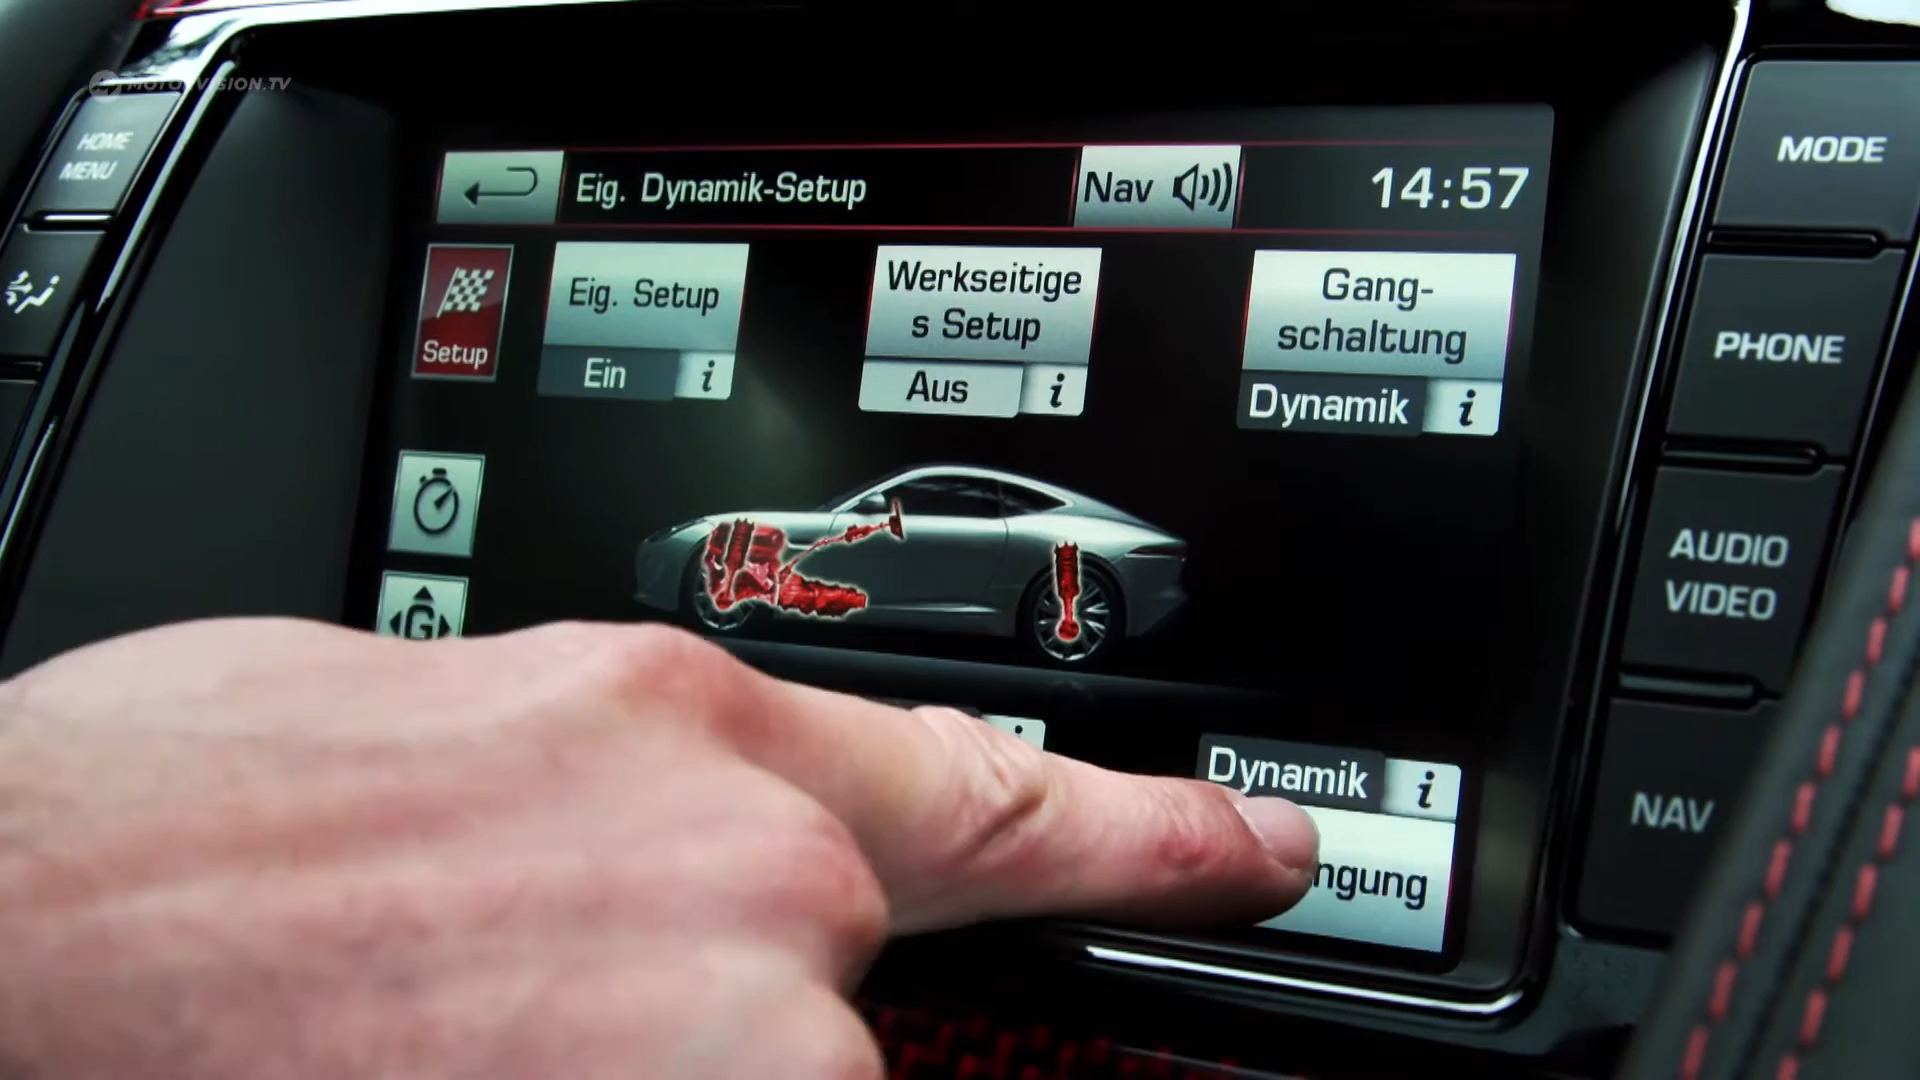 MOTORVISION.TV
HOME
MENU
Eig. Dynamik-Setup
Nav
14:57
Setup
Eig. Setup
Ein
i
Werkseitige
s Setup
Aus
i
Gang-
schaltung
Dynamik
i
G
i
Dynamik
i
ngung
MODE
PHONE
AUDIO
VIDEO
NAV